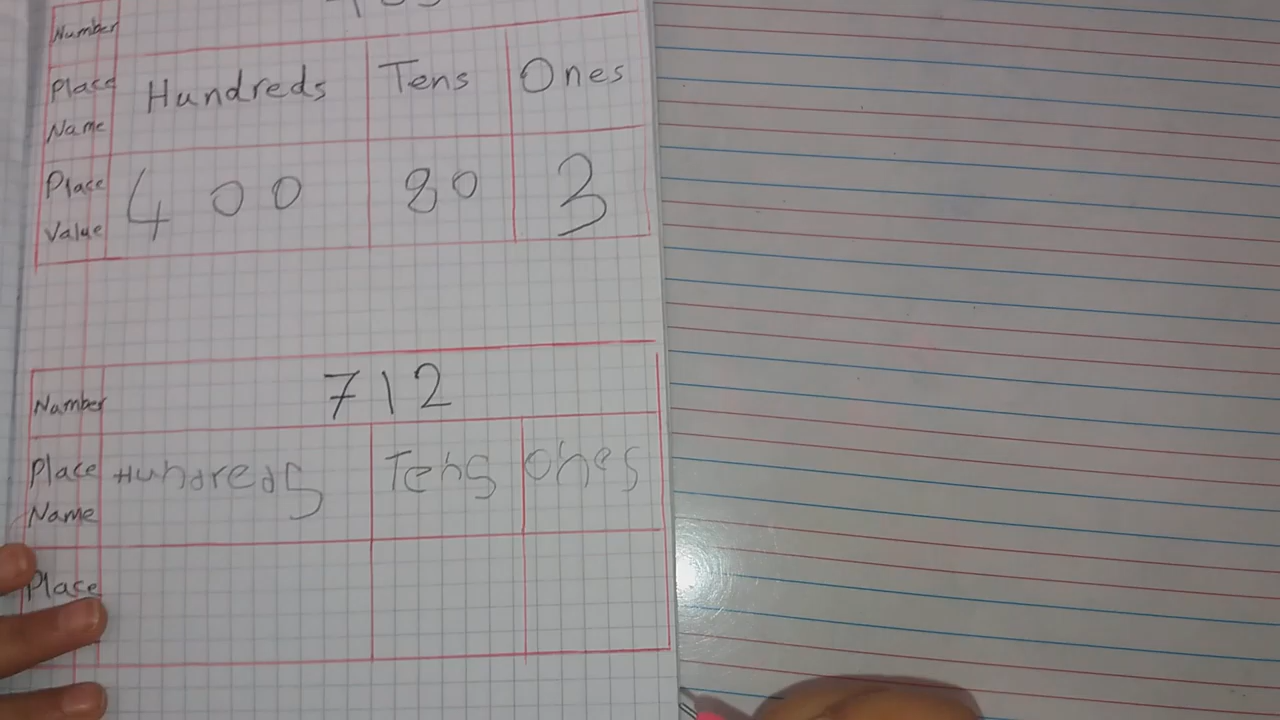 Number
Place Name Hundreds Tens Ones
Place Value 400 80 3
Number 712
Place Name Hundreds Tens Ones
Place